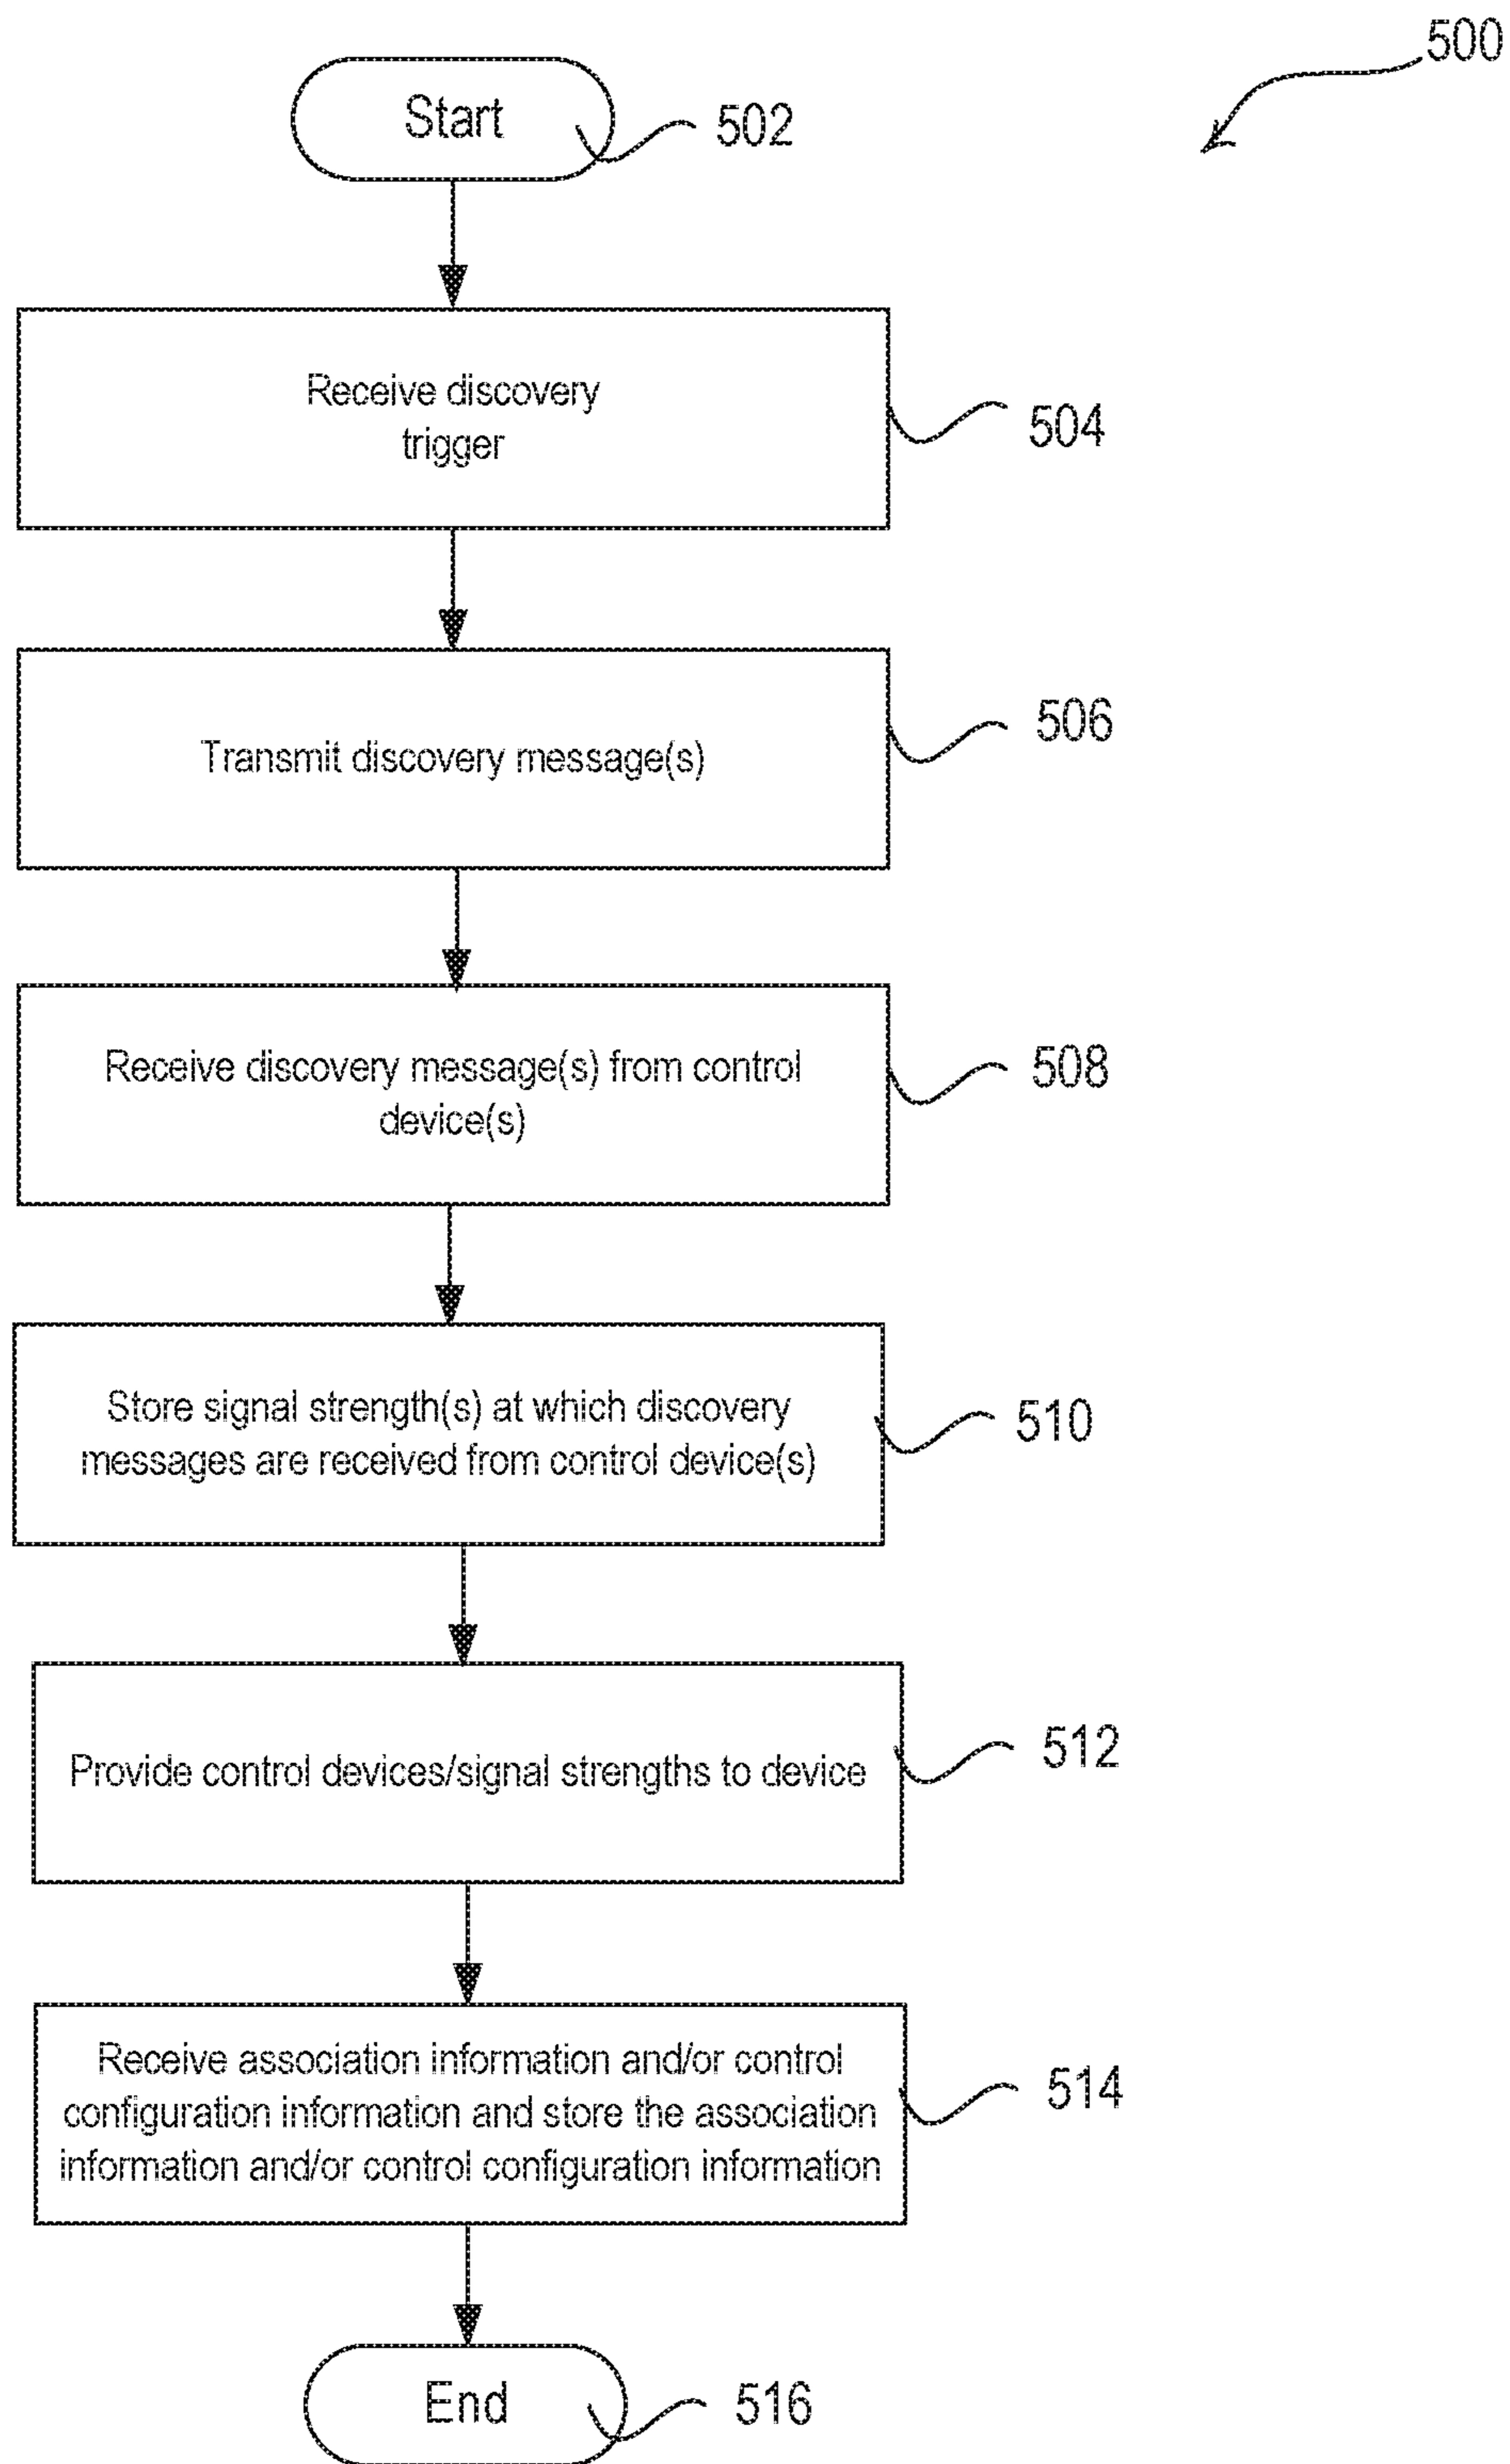 500
Start
502
Receive discovery
trigger
504
Transmit discovery message(s)
506
Receive discovery message(s) from control
device(s)
508
Store signal strength(s) at which discovery
messages are received from control device(s)
510
Provide control devices/signal strengths to device
512
Receive association information and/or control
configuration information and store the association
information and/or control configuration information
514
End
516